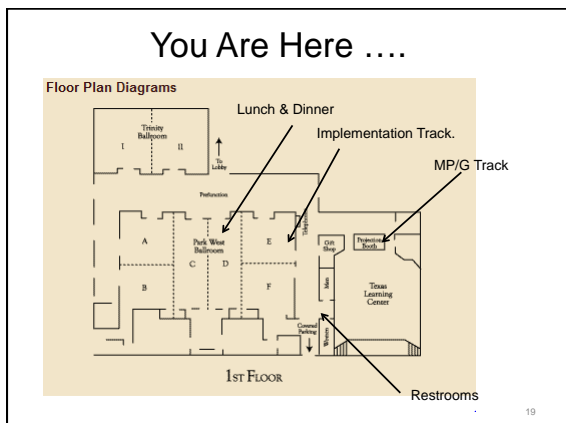 You Are Here ….
Floor Plan Diagrams
Lunch & Dinner
Implementation Track.
MP/G Track
Trinity
Ballroom
I
II
To
Lobby
Prefunction
Telephones
A
Park West
Ballroom
E
Gift
Shop
Projection
Booth
C
D
B
F
Men
Texas
Learning
Center
Covered
Parking
Women
1ST FLOOR
Restrooms
.
19